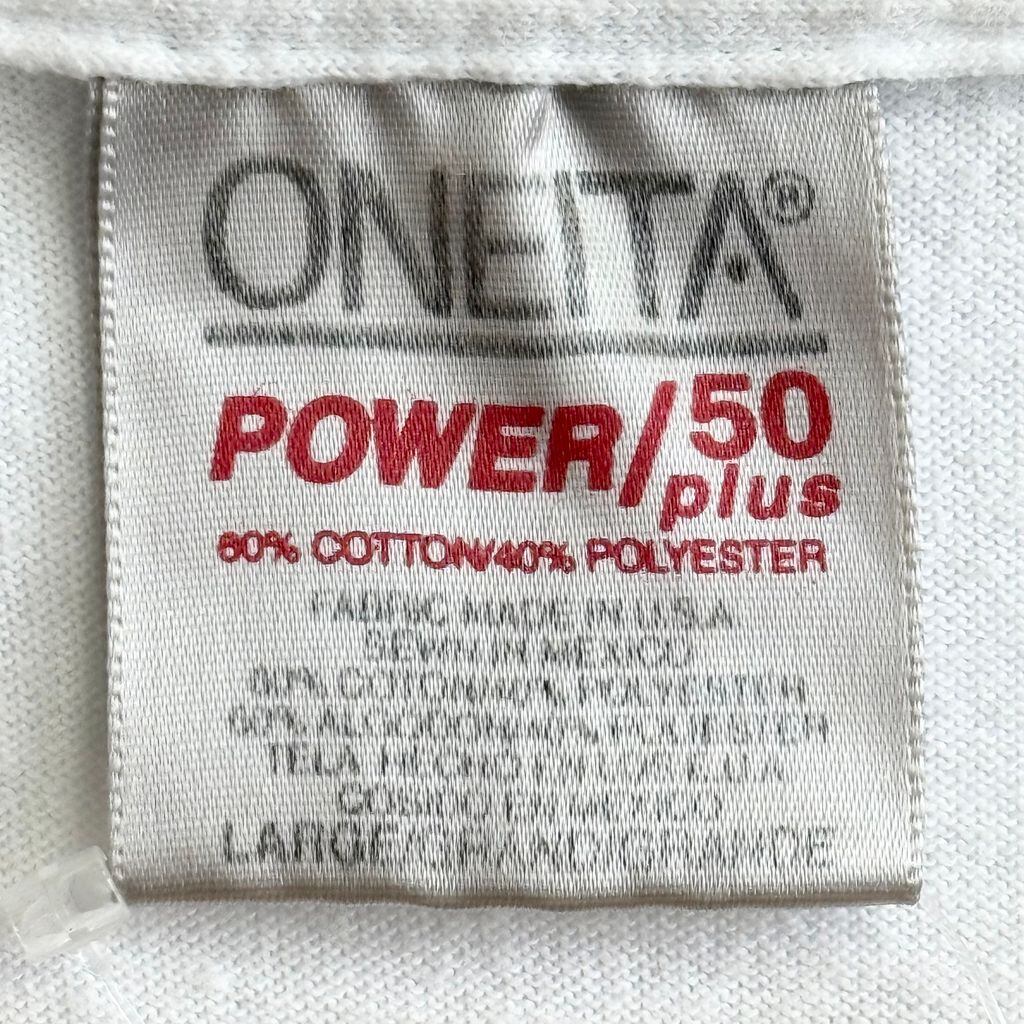 ONEITA®
POWER/50
plus
60% COTTON/40% POLYESTER
FABRIC MADE IN U.S.A
SEWN IN MEXICO
60% COTTON/40% POLYESTER
60% ALGODON/40% POLIESTER
TELA HECHO EN
COSIDO EN MEXICO
LARGE/GRAND/GRANDE